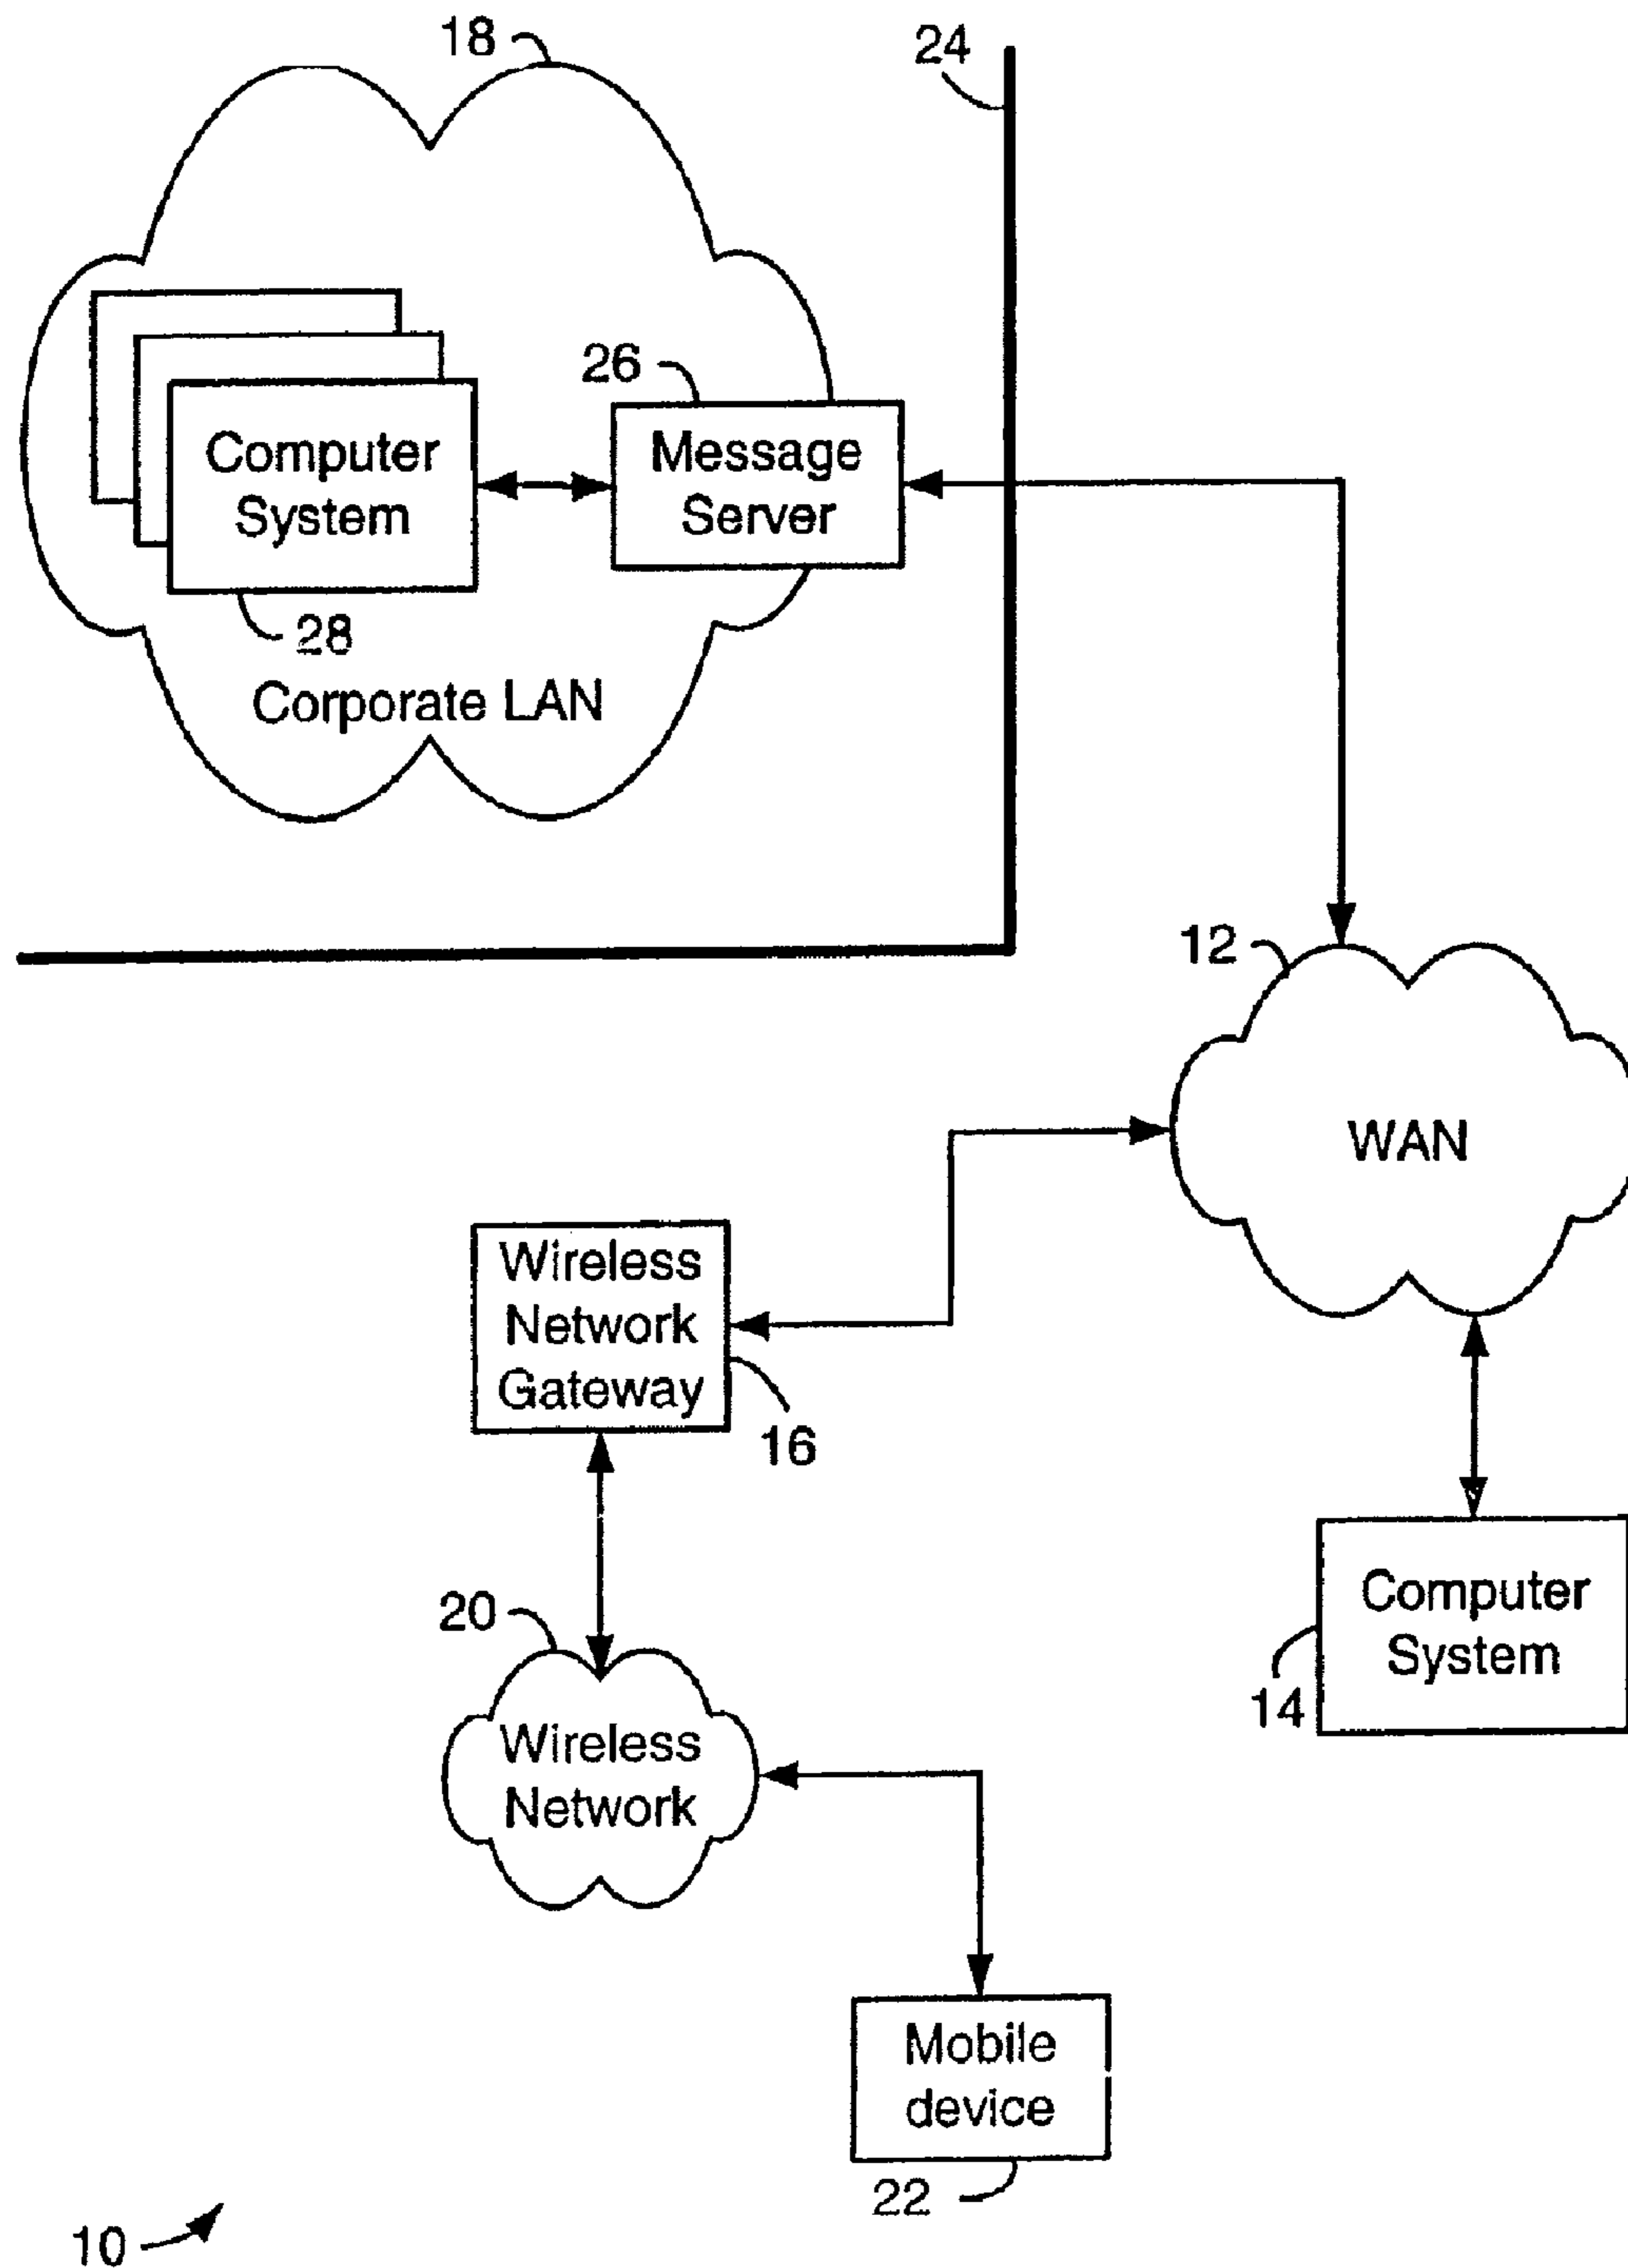 18
24
26
Computer
System
Message
Server
28
Corporate LAN
12
WAN
Wireless
Network
Gateway
16
20
Computer
System
14
Wireless
Network
Mobile
device
22
10